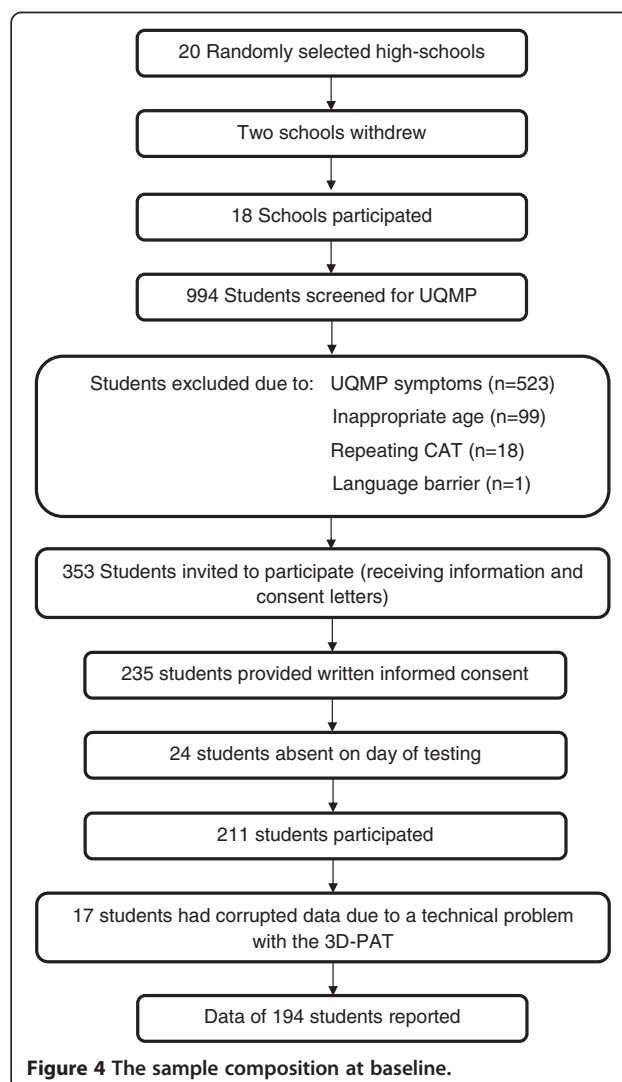 20 Randomly selected high-schools
Two schools withdrew
18 Schools participated
994 Students screened for UQMP
Students excluded due to: UQMP symptoms (n=523)
Inappropriate age (n=99)
Repeating CAT (n=18)
Language barrier (n=1)
353 Students invited to participate (receiving information and
consent letters)
235 students provided written informed consent
24 students absent on day of testing
211 students participated
17 students had corrupted data due to a technical problem
with the 3D-PAT
Data of 194 students reported
Figure 4 The sample composition at baseline.